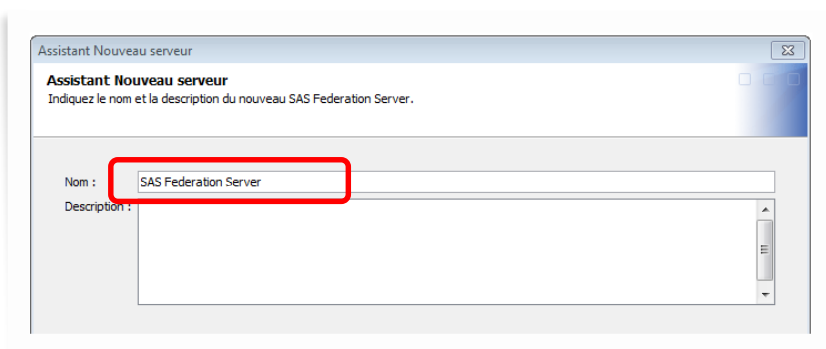 Assistant Nouveau serveur
Assistant Nouveau serveur
Indiquez le nom et la description du nouveau SAS Federation Server.
Nom : SAS Federation Server
Description :